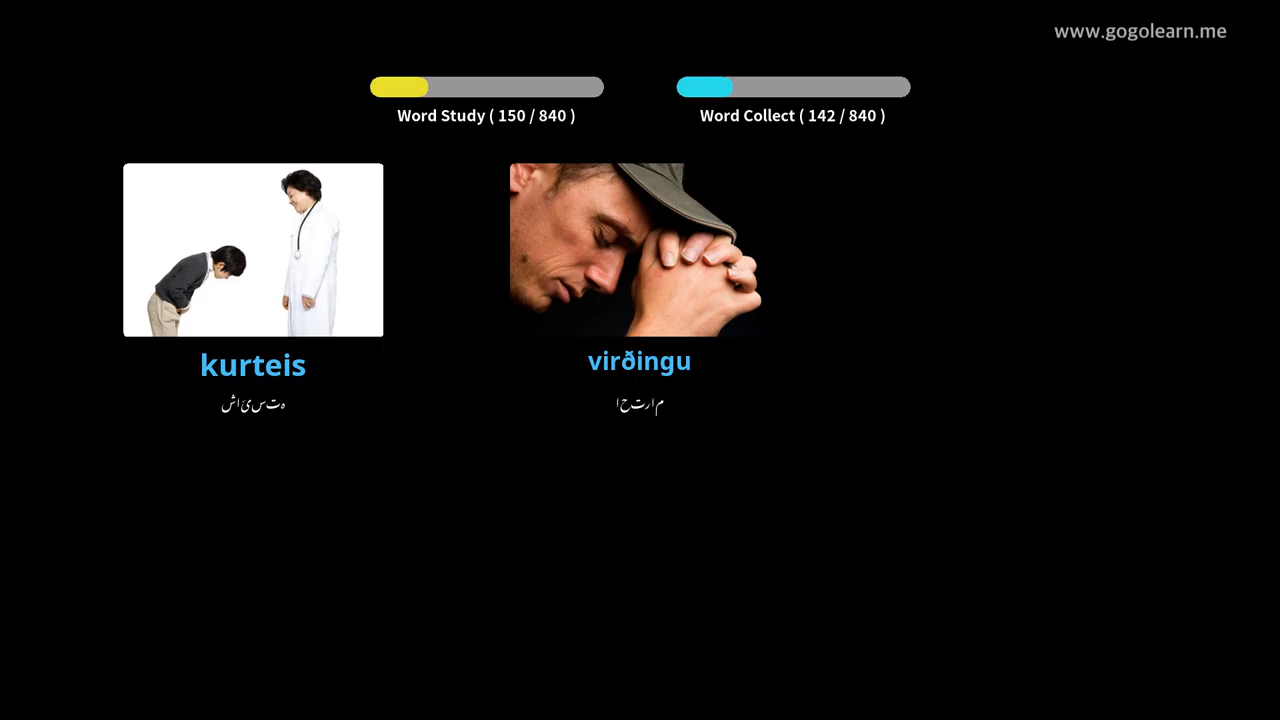 www.gogolearn.me
Word Study ( 150 / 840 )
Word Collect ( 142 / 840 )
kurteis
شائستہ
virðingu
احترام